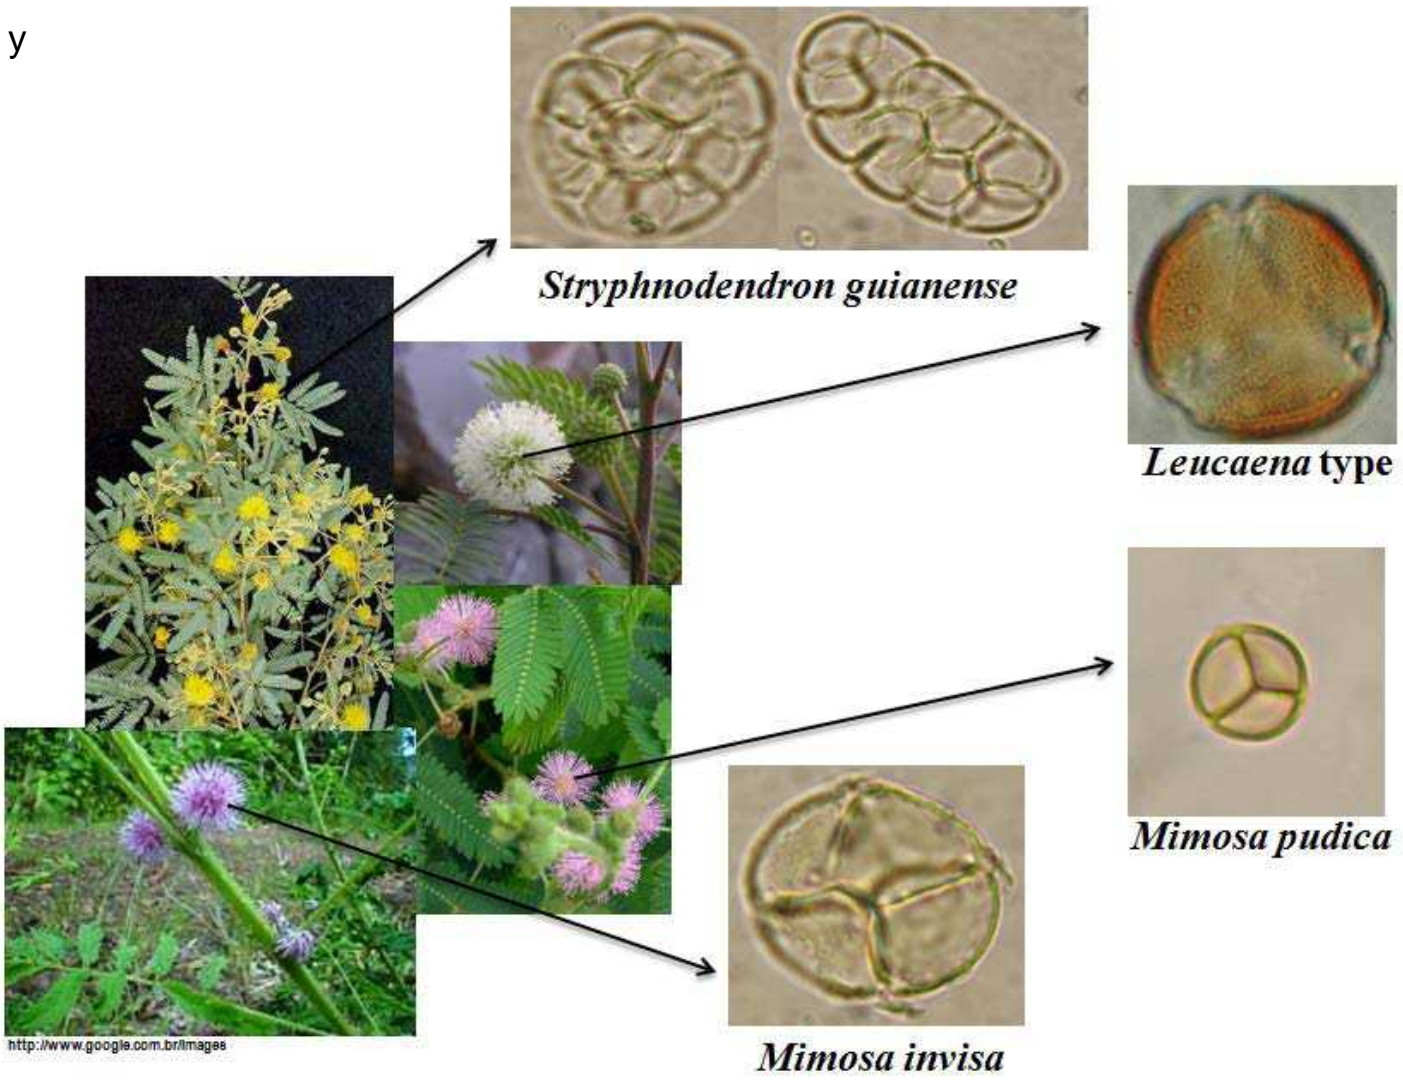 y
Stryphnodendron guianense
Leucaena type
Mimosa pudica
http://www.google.com.br/images
Mimosa invisa